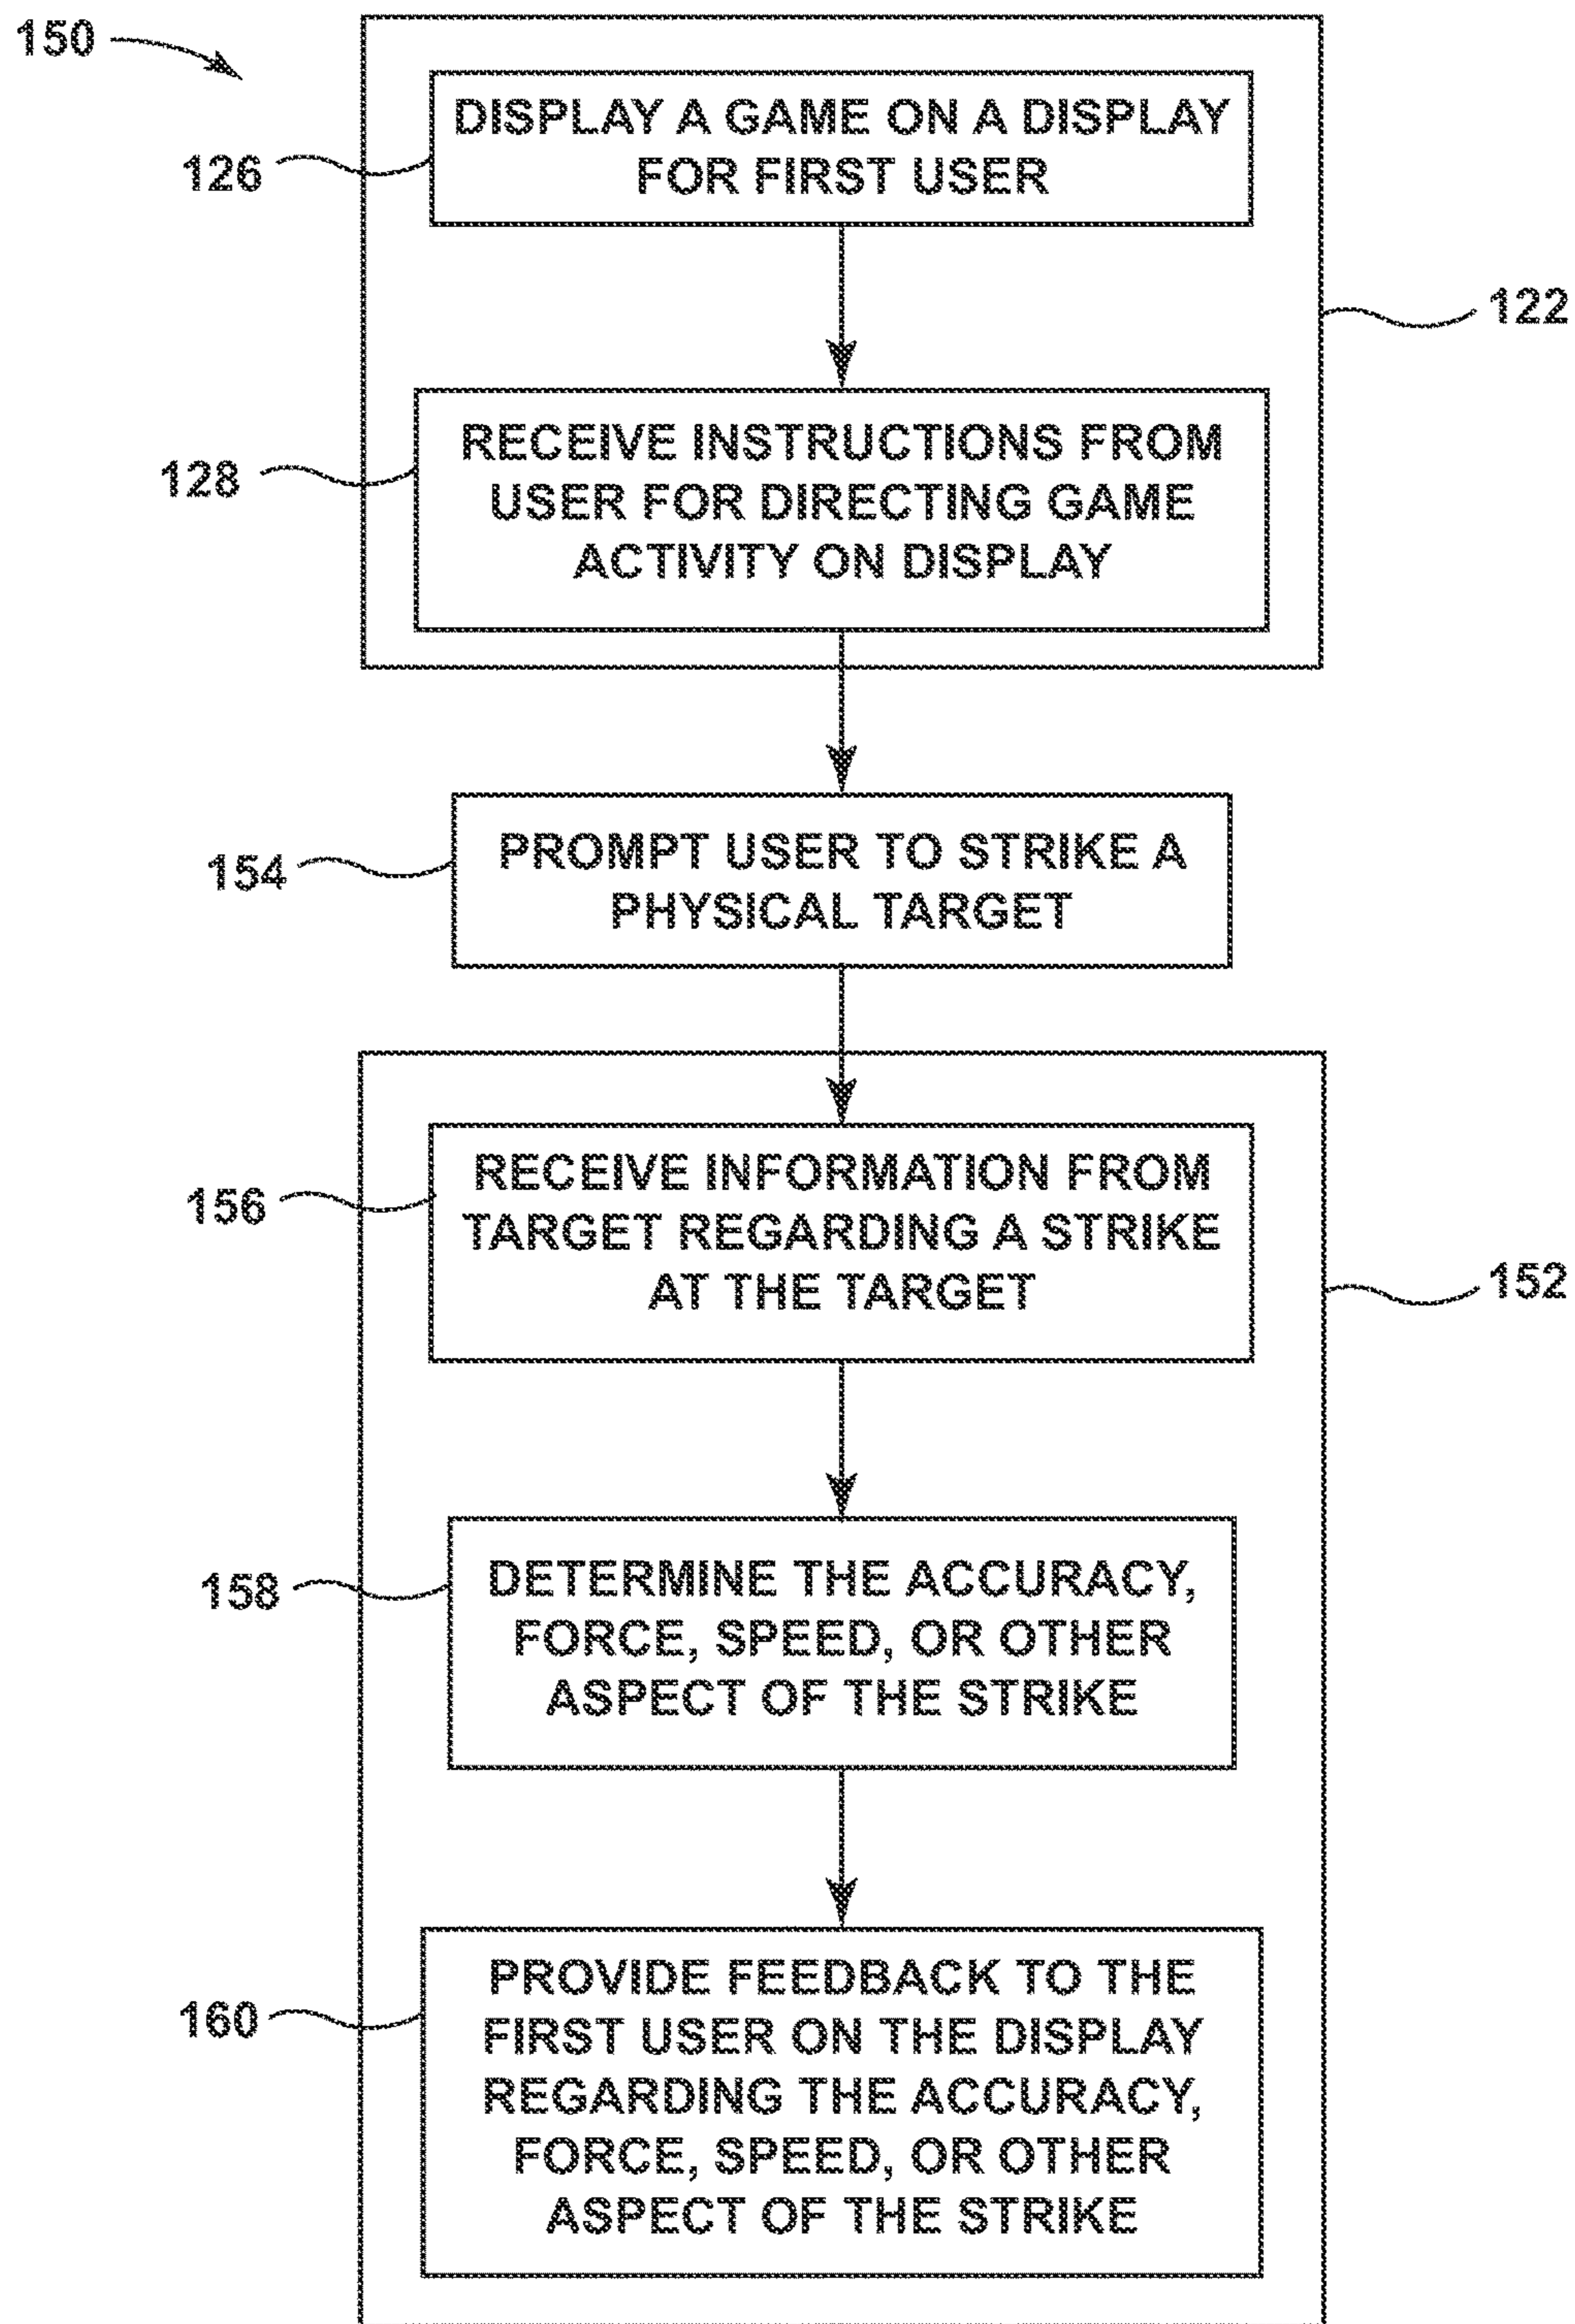 150
DISPLAY A GAME ON A DISPLAY
FOR FIRST USER
126
122
RECEIVE INSTRUCTIONS FROM
USER FOR DIRECTING GAME
ACTIVITY ON DISPLAY
128
PROMPT USER TO STRIKE A
PHYSICAL TARGET
154
RECEIVE INFORMATION FROM
TARGET REGARDING A STRIKE
AT THE TARGET
156
152
DETERMINE THE ACCURACY,
FORCE, SPEED, OR OTHER
ASPECT OF THE STRIKE
158
PROVIDE FEEDBACK TO THE
FIRST USER ON THE DISPLAY
REGARDING THE ACCURACY,
FORCE, SPEED, OR OTHER
ASPECT OF THE STRIKE
160